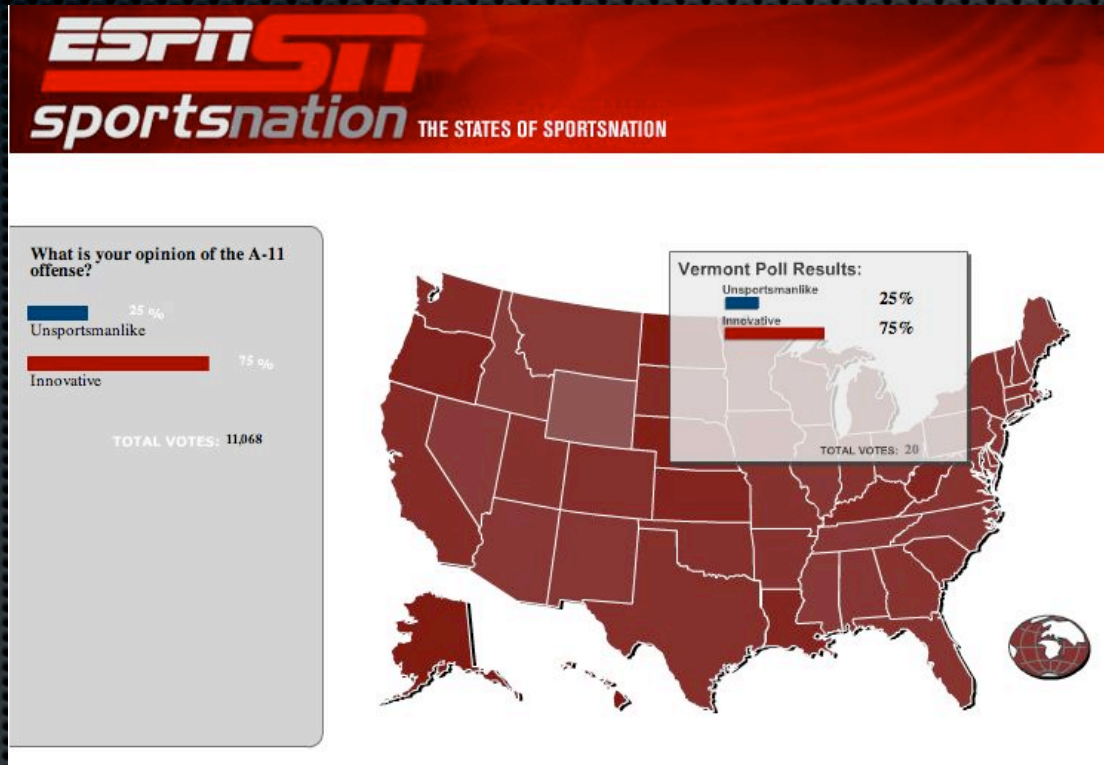 ESPN SN
sportsnation THE STATES OF SPORTSNATION
What is your opinion of the A-11
offense?
25 %
Unsportsmanlike
75 %
Innovative
TOTAL VOTES: 11,068
Vermont Poll Results:
Unsportsmanlike
25%
Innovative
75%
TOTAL VOTES: 20